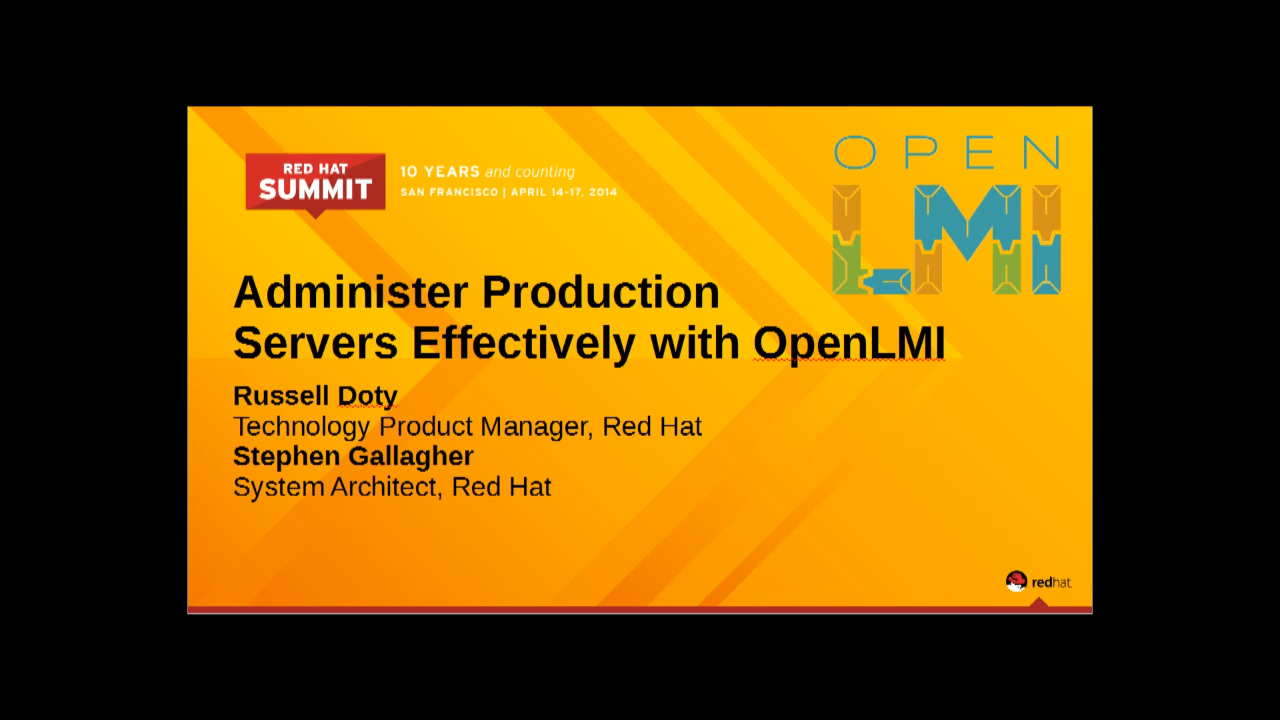 RED HAT
SUMMIT
10 YEARS and counting
SAN FRANCISCO | APRIL 14-17, 2014
OPEN
LMI
Administer Production
Servers Effectively with OpenLMI
Russell Doty
Technology Product Manager, Red Hat
Stephen Gallagher
System Architect, Red Hat
redhat